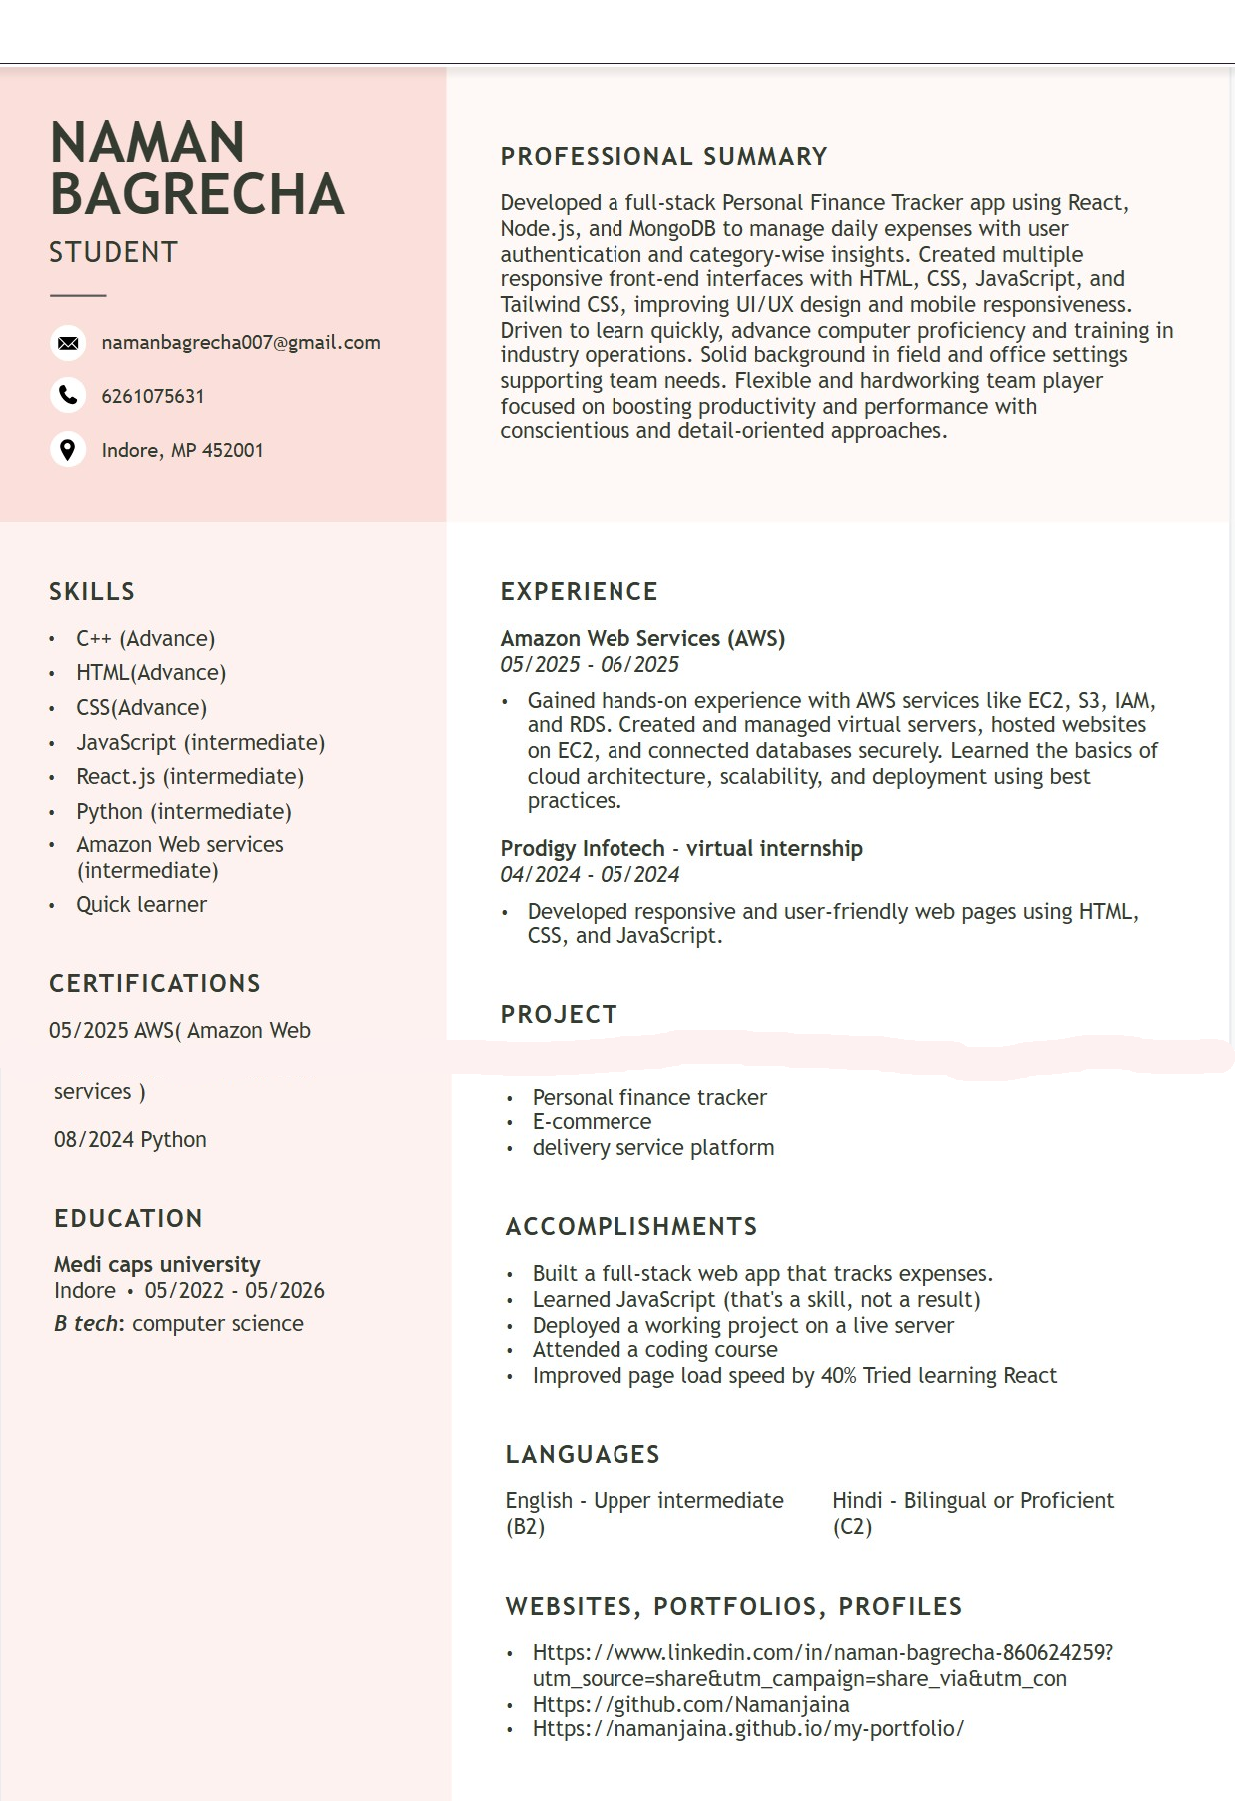 NAMAN
BAGRECHA
STUDENT
namanbagrecha007@gmail.com
6261075631
Indore, MP 452001
PROFESSIONAL SUMMARY
Developed a full-stack Personal Finance Tracker app using React,
Node.js, and MongoDB to manage daily expenses with user
authentication and category-wise insights. Created multiple
responsive front-end interfaces with HTML, CSS, JavaScript, and
Tailwind CSS, improving UI/UX design and mobile responsiveness.
Driven to learn quickly, advance computer proficiency and training in
industry operations. Solid background in field and office settings
supporting team needs. Flexible and hardworking team player
focused on boosting productivity and performance with
conscientious and detail-oriented approaches.
SKILLS
• C++ (Advance)
• HTML(Advance)
• CSS(Advance)
• JavaScript (intermediate)
• React.js (intermediate)
• Python (intermediate)
• Amazon Web services
(intermediate)
• Quick learner
CERTIFICATIONS
05/2025 AWS( Amazon Web
services )
08/2024 Python
EDUCATION
Medi caps university
Indore • 05/2022 - 05/2026
B tech: computer science
EXPERIENCE
Amazon Web Services (AWS)
05/2025 - 06/2025
• Gained hands-on experience with AWS services like EC2, S3, IAM,
and RDS. Created and managed virtual servers, hosted websites
on EC2, and connected databases securely. Learned the basics of
cloud architecture, scalability, and deployment using best
practices.
Prodigy Infotech - virtual internship
04/2024 - 05/2024
• Developed responsive and user-friendly web pages using HTML,
CSS, and JavaScript.
PROJECT
• Personal finance tracker
• E-commerce
• delivery service platform
ACCOMPLISHMENTS
• Built a full-stack web app that tracks expenses.
• Learned JavaScript (that's a skill, not a result)
• Deployed a working project on a live server
• Attended a coding course
• Improved page load speed by 40% Tried learning React
LANGUAGES
English - Upper intermediate
(B2)
Hindi - Bilingual or Proficient
(C2)
WEBSITES, PORTFOLIOS, PROFILES
• Https://www.linkedin.com/in/naman-bagrecha-860624259?
utm_source=share&utm_campaign=share_via&utm_con
• Https://github.com/Namanjaina
• Https://namanjaina.github.io/my-portfolio/